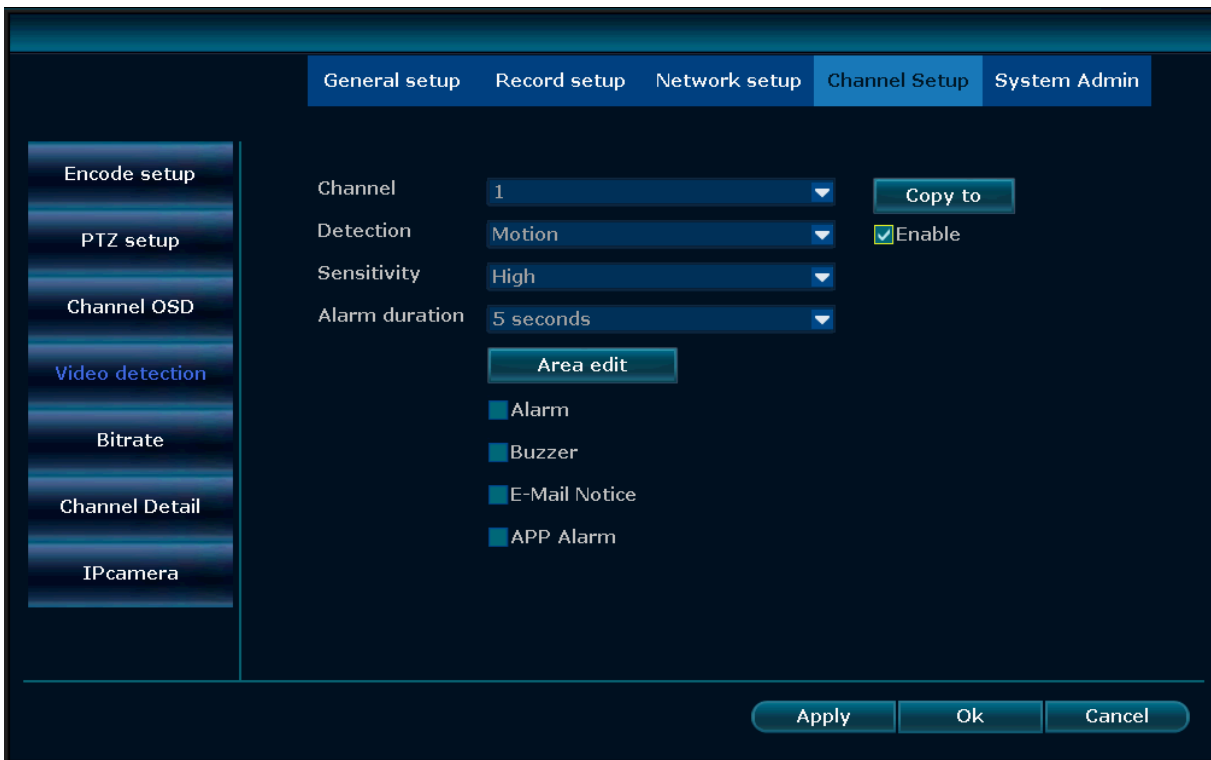 General setup Record setup Network setup Channel Setup System Admin
Encode setup
PTZ setup
Channel OSD
Video detection
Bitrate
Channel Detail
IPcamera
Channel 1 Copy to
Detection Motion Enable
Sensitivity High
Alarm duration 5 seconds
Area edit
Alarm
Buzzer
E-Mail Notice
APP Alarm
Apply Ok Cancel